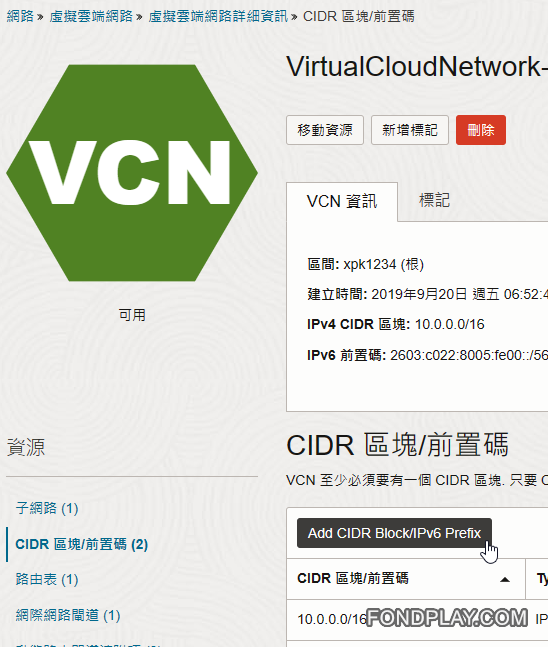 網路 » 虛擬雲端網路 » 虛擬雲端網路詳細資訊 » CIDR 區塊/前置碼
VCN
可用
VirtualCloudNetwork-
移動資源
新增標記
刪除
VCN 資訊
標記
區間: xpk1234 (根)
建立時間: 2019年9月20日 週五 06:52:4
IPv4 CIDR 區塊: 10.0.0.0/16
IPv6 前置碼: 2603:c022:8005:fe00::/56
資源
子網路 (1)
CIDR 區塊/前置碼 (2)
路由表 (1)
網際網路閘道 (1)
CIDR 區塊/前置碼
VCN 至少必須要有一個 CIDR 區塊. 只要 C
Add CIDR Block/IPv6 Prefix
CIDR 區塊/前置碼
Ty
10.0.0.0/16
IP
FONDPLAY.COM